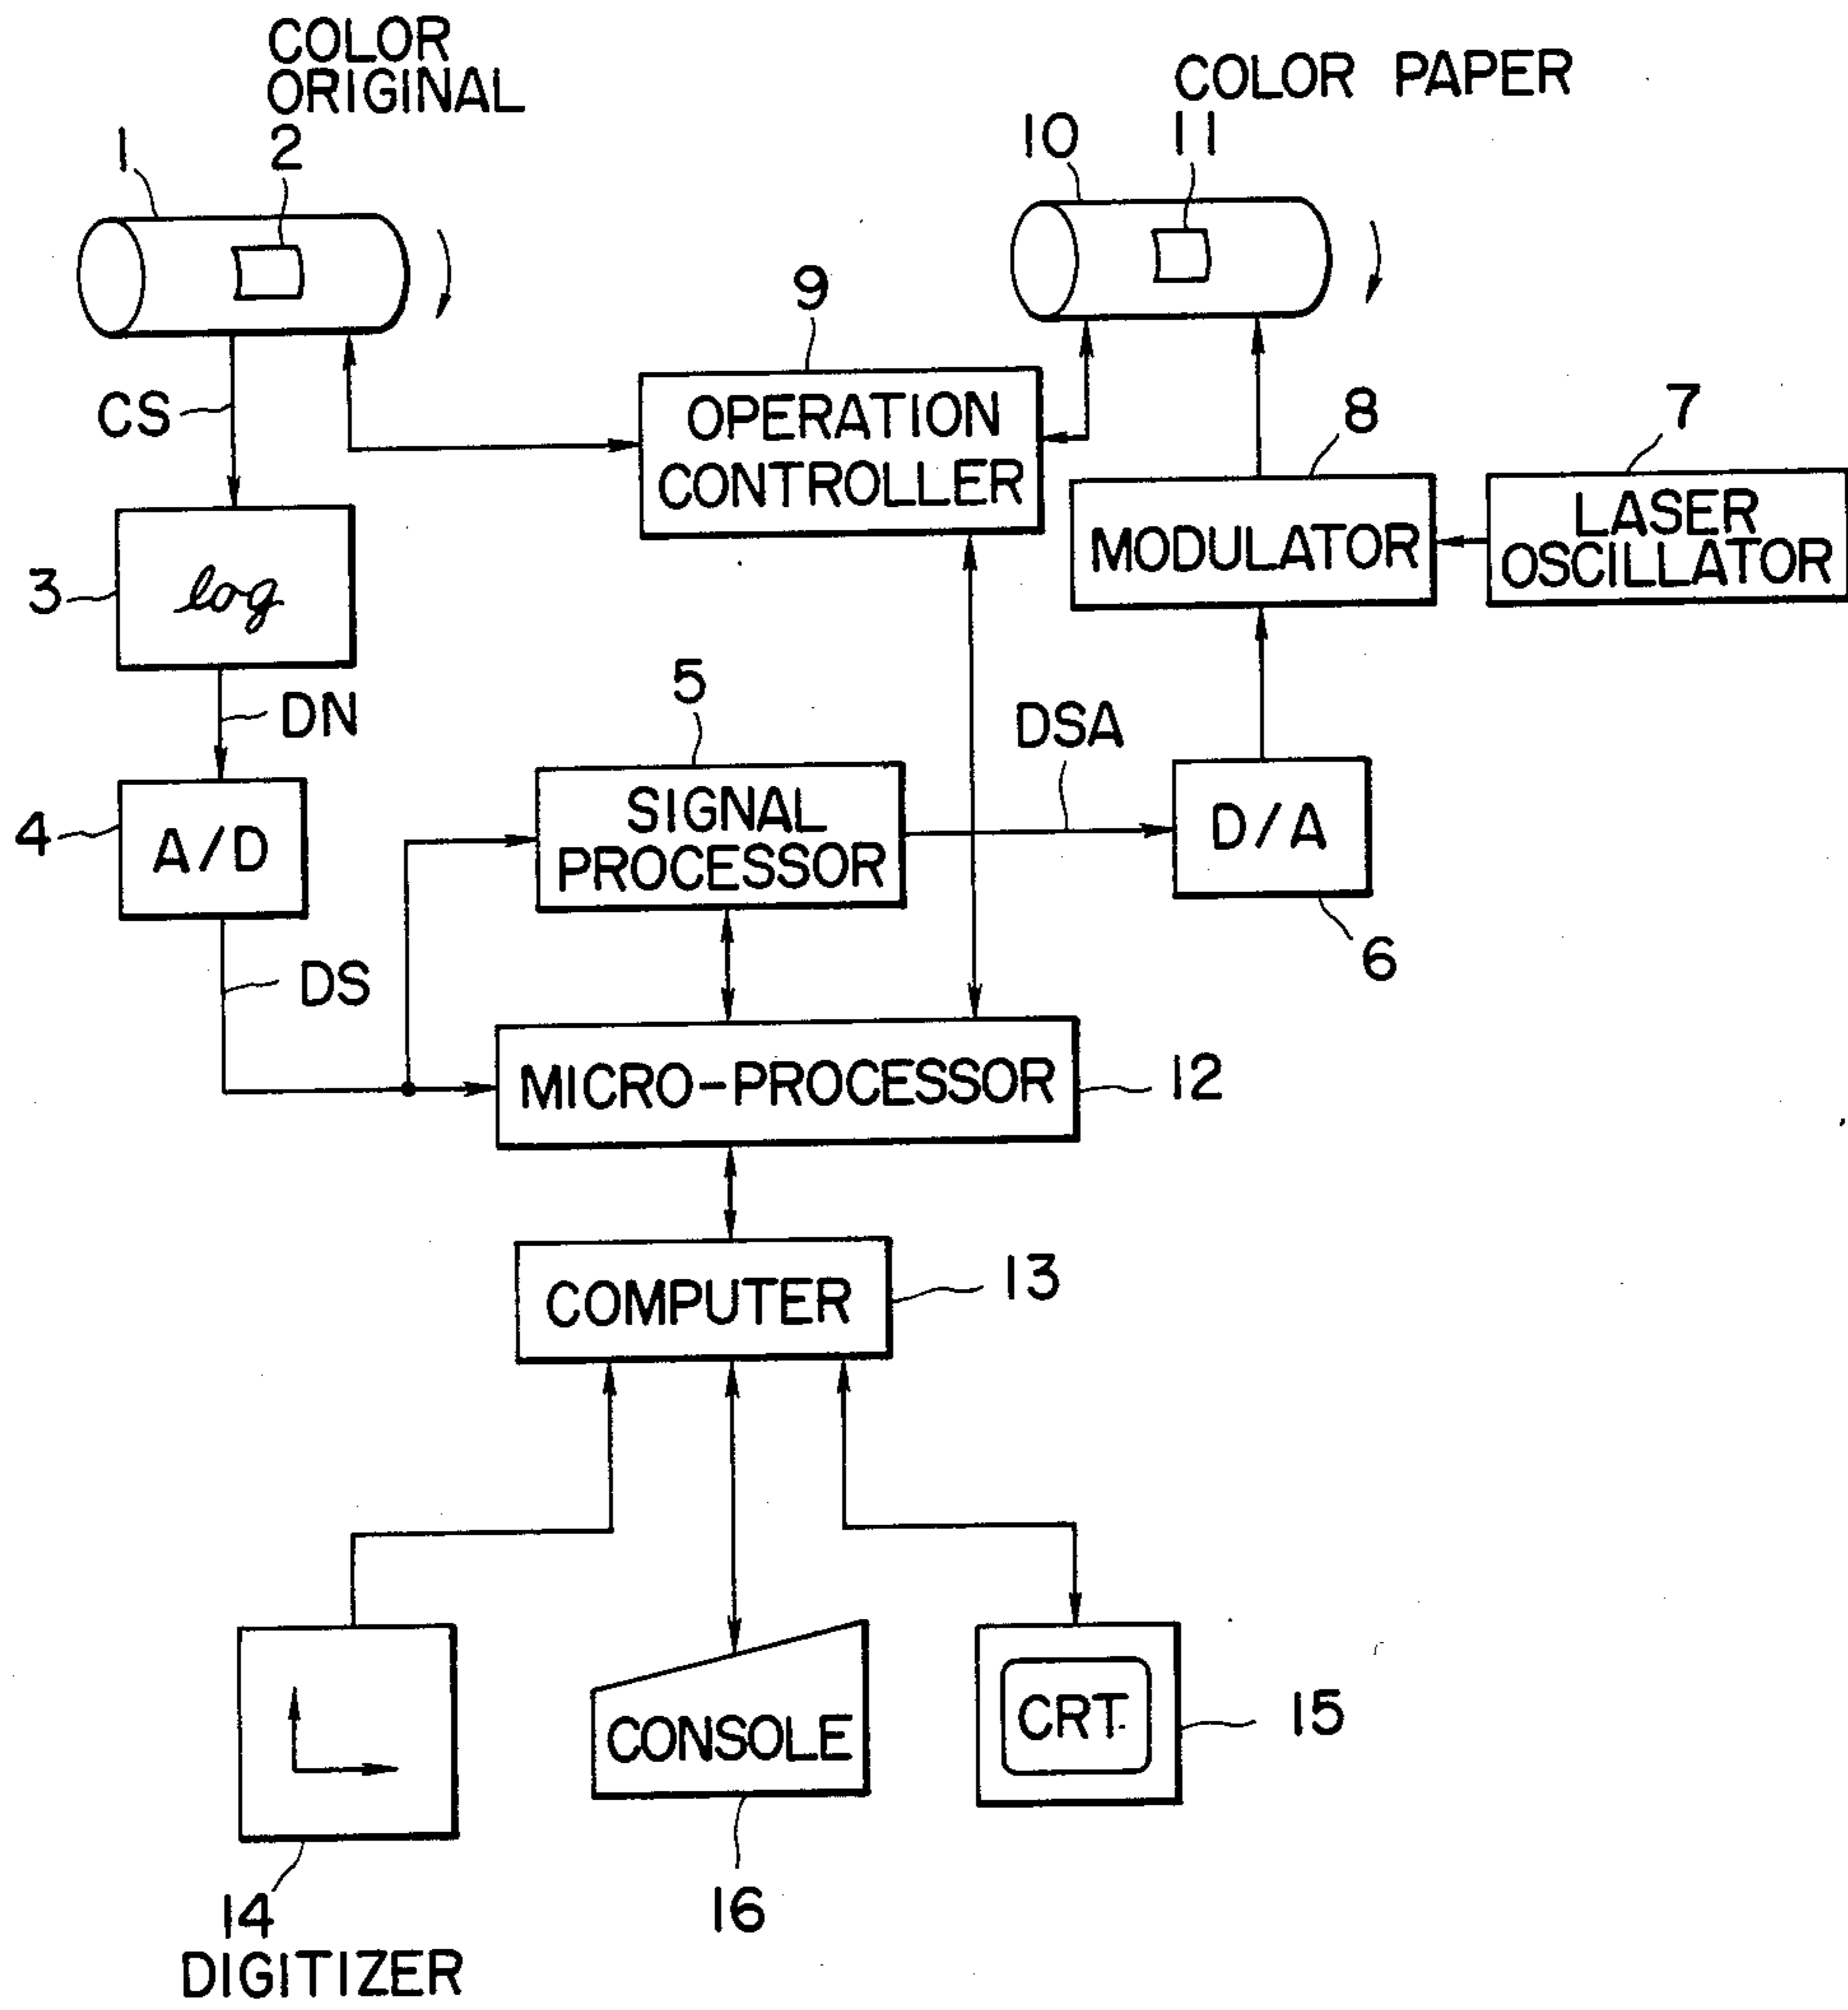 COLOR
ORIGINAL
2
1
COLOR PAPER
10
11
9
CS
OPERATION
CONTROLLER
8
7
MODULATOR
LASER
OSCILLATOR
3
log
DN
5
DSA
4
A/D
SIGNAL
PROCESSOR
D/A
6
DS
MICRO-PROCESSOR
12
COMPUTER
13
CONSOLE
CRT
15
14
DIGITIZER
16